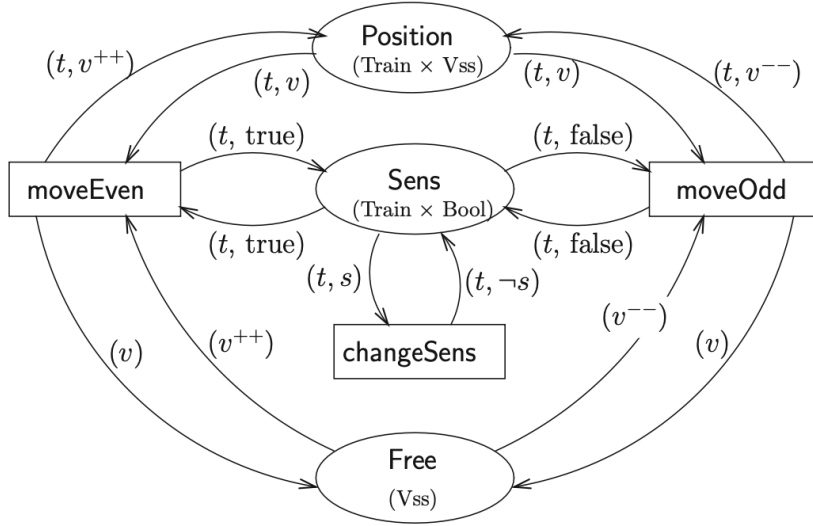 Position
(Train × Vss)
(t, v⁺⁺)
(t, v)
(t, v)
(t, v⁻⁻)
(t, true)
(t, false)
moveEven
Sens
(Train × Bool)
moveOdd
(t, true)
(t, false)
(t, s)
(t, ¬s)
(v)
(v⁺⁺)
changeSens
(v⁻⁻)
(v)
Free
(Vss)